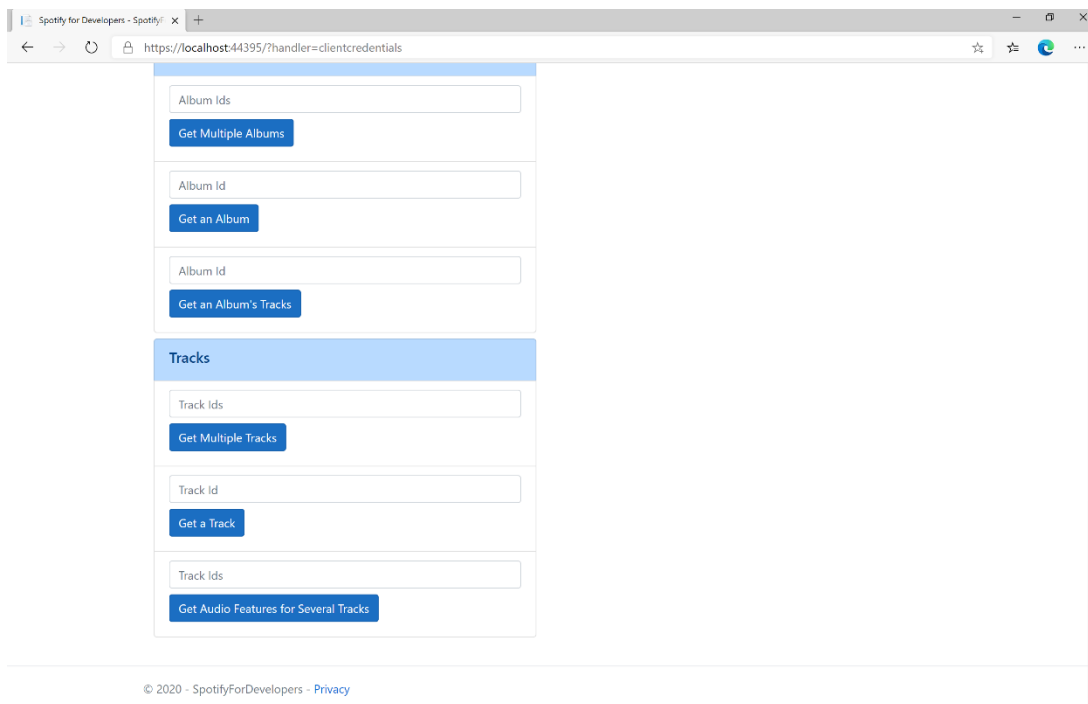 Spotify for Developers - Spotify
https://localhost:44395/?handler=clientcredentials
Album Ids
Get Multiple Albums
Album Id
Get an Album
Album Id
Get an Album's Tracks
Tracks
Track Ids
Get Multiple Tracks
Track Id
Get a Track
Track Ids
Get Audio Features for Several Tracks
© 2020 - SpotifyForDevelopers - Privacy